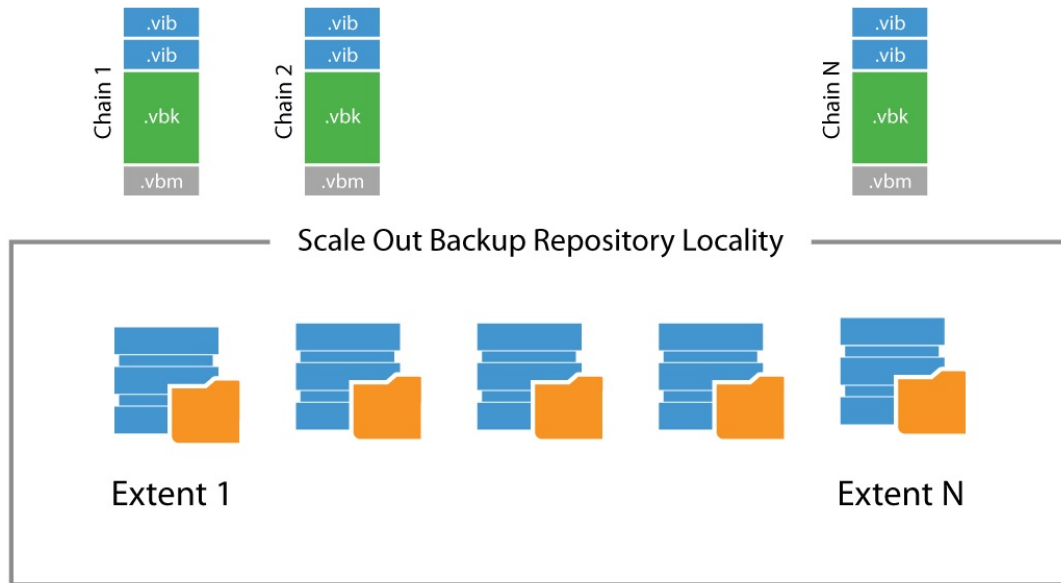 Chain 1
.vib
.vib
.vbk
.vbm
Chain 2
.vib
.vib
.vbk
.vbm
Chain N
.vib
.vib
.vbk
.vbm
Scale Out Backup Repository Locality
Extent 1
Extent N